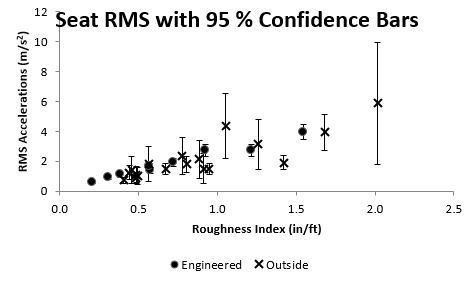 Seat RMS with 95 % Confidence Bars
RMS Accelerations (m/s²)
12
10
8
6
4
2
0
0.0 0.5 1.0 1.5 2.0 2.5
Roughness Index (in/ft)
Engineered Outside